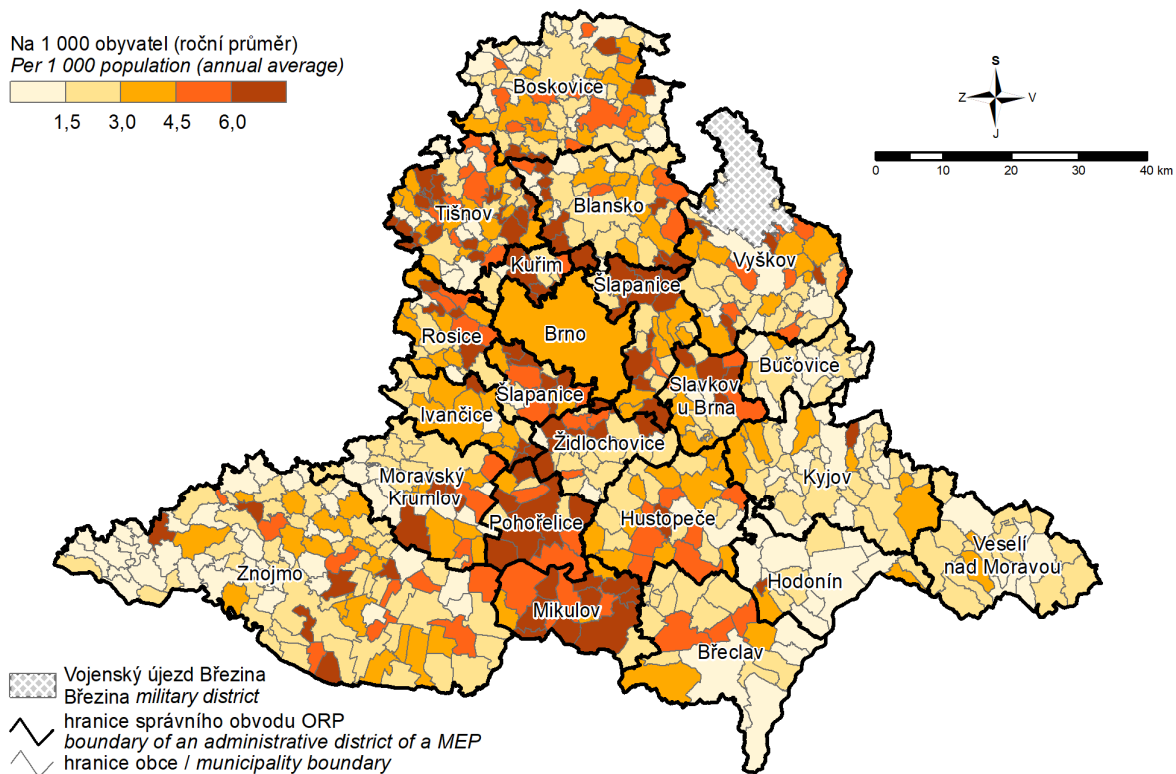 Na 1 000 obyvatel (roční průměr)
Per 1 000 population (annual average)
1,5 3,0 4,5 6,0
S
Z V
J
0 10 20 30 40 km
Boskovice
Tišnov
Blansko
Vyškov
Kuřim
Šlapanice
Rosice
Brno
Bučovice
Šlapanice
Slavkov
u Brna
Ivančice
Židlochovice
Moravský
Krumlov
Kyjov
Pohořelice
Hustopeče
Veselí
nad Moravou
Znojmo
Hodonín
Mikulov
Břeclav
Vojenský újezd Březina
Březina military district
hranice správního obvodu ORP
boundary of an administrative district of a MEP
hranice obce / municipality boundary